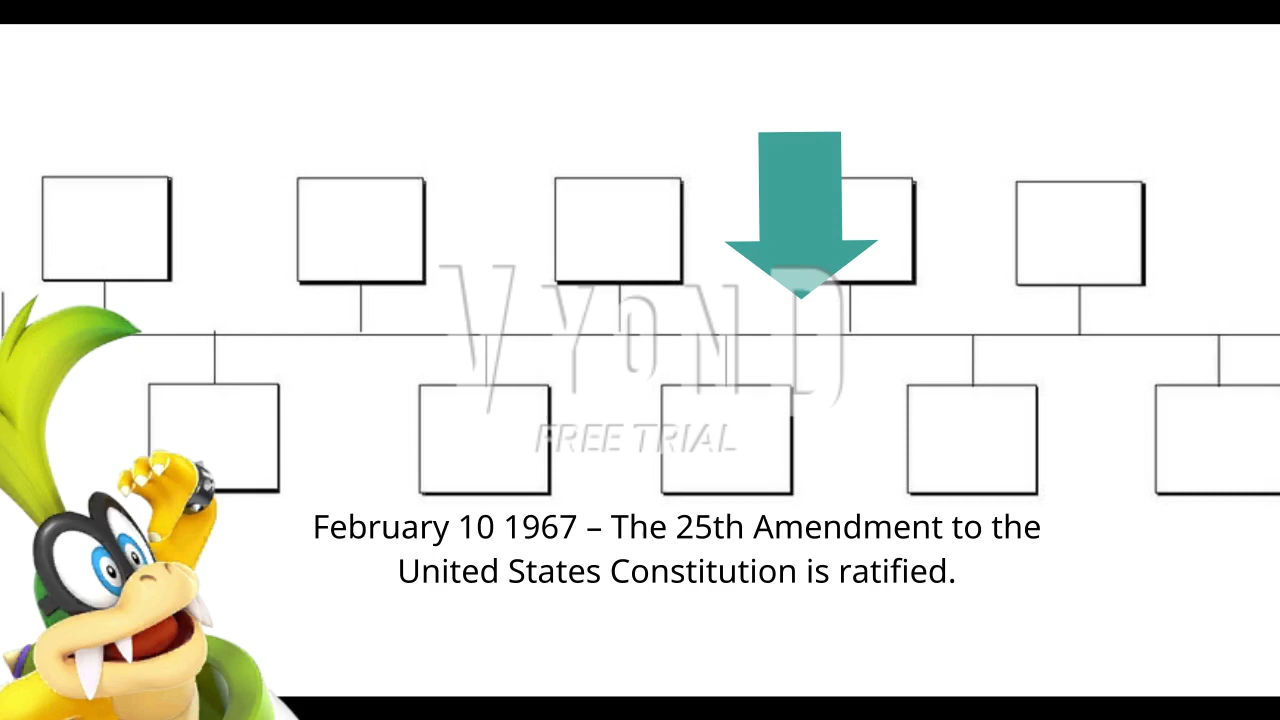 VYOND
FREE TRIAL
February 10 1967 – The 25th Amendment to the
United States Constitution is ratified.